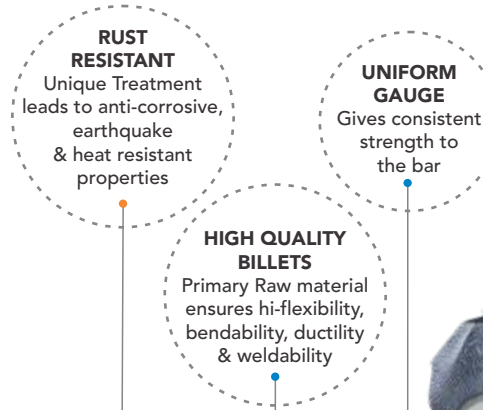 RUST
RESISTANT
Unique Treatment
leads to anti-corrosive,
earthquake
& heat resistant
properties
UNIFORM
GAUGE
Gives consistent
strength to
the bar
HIGH QUALITY
BILLETS
Primary Raw material
ensures hi-flexibility,
bendability, ductility
& weldability